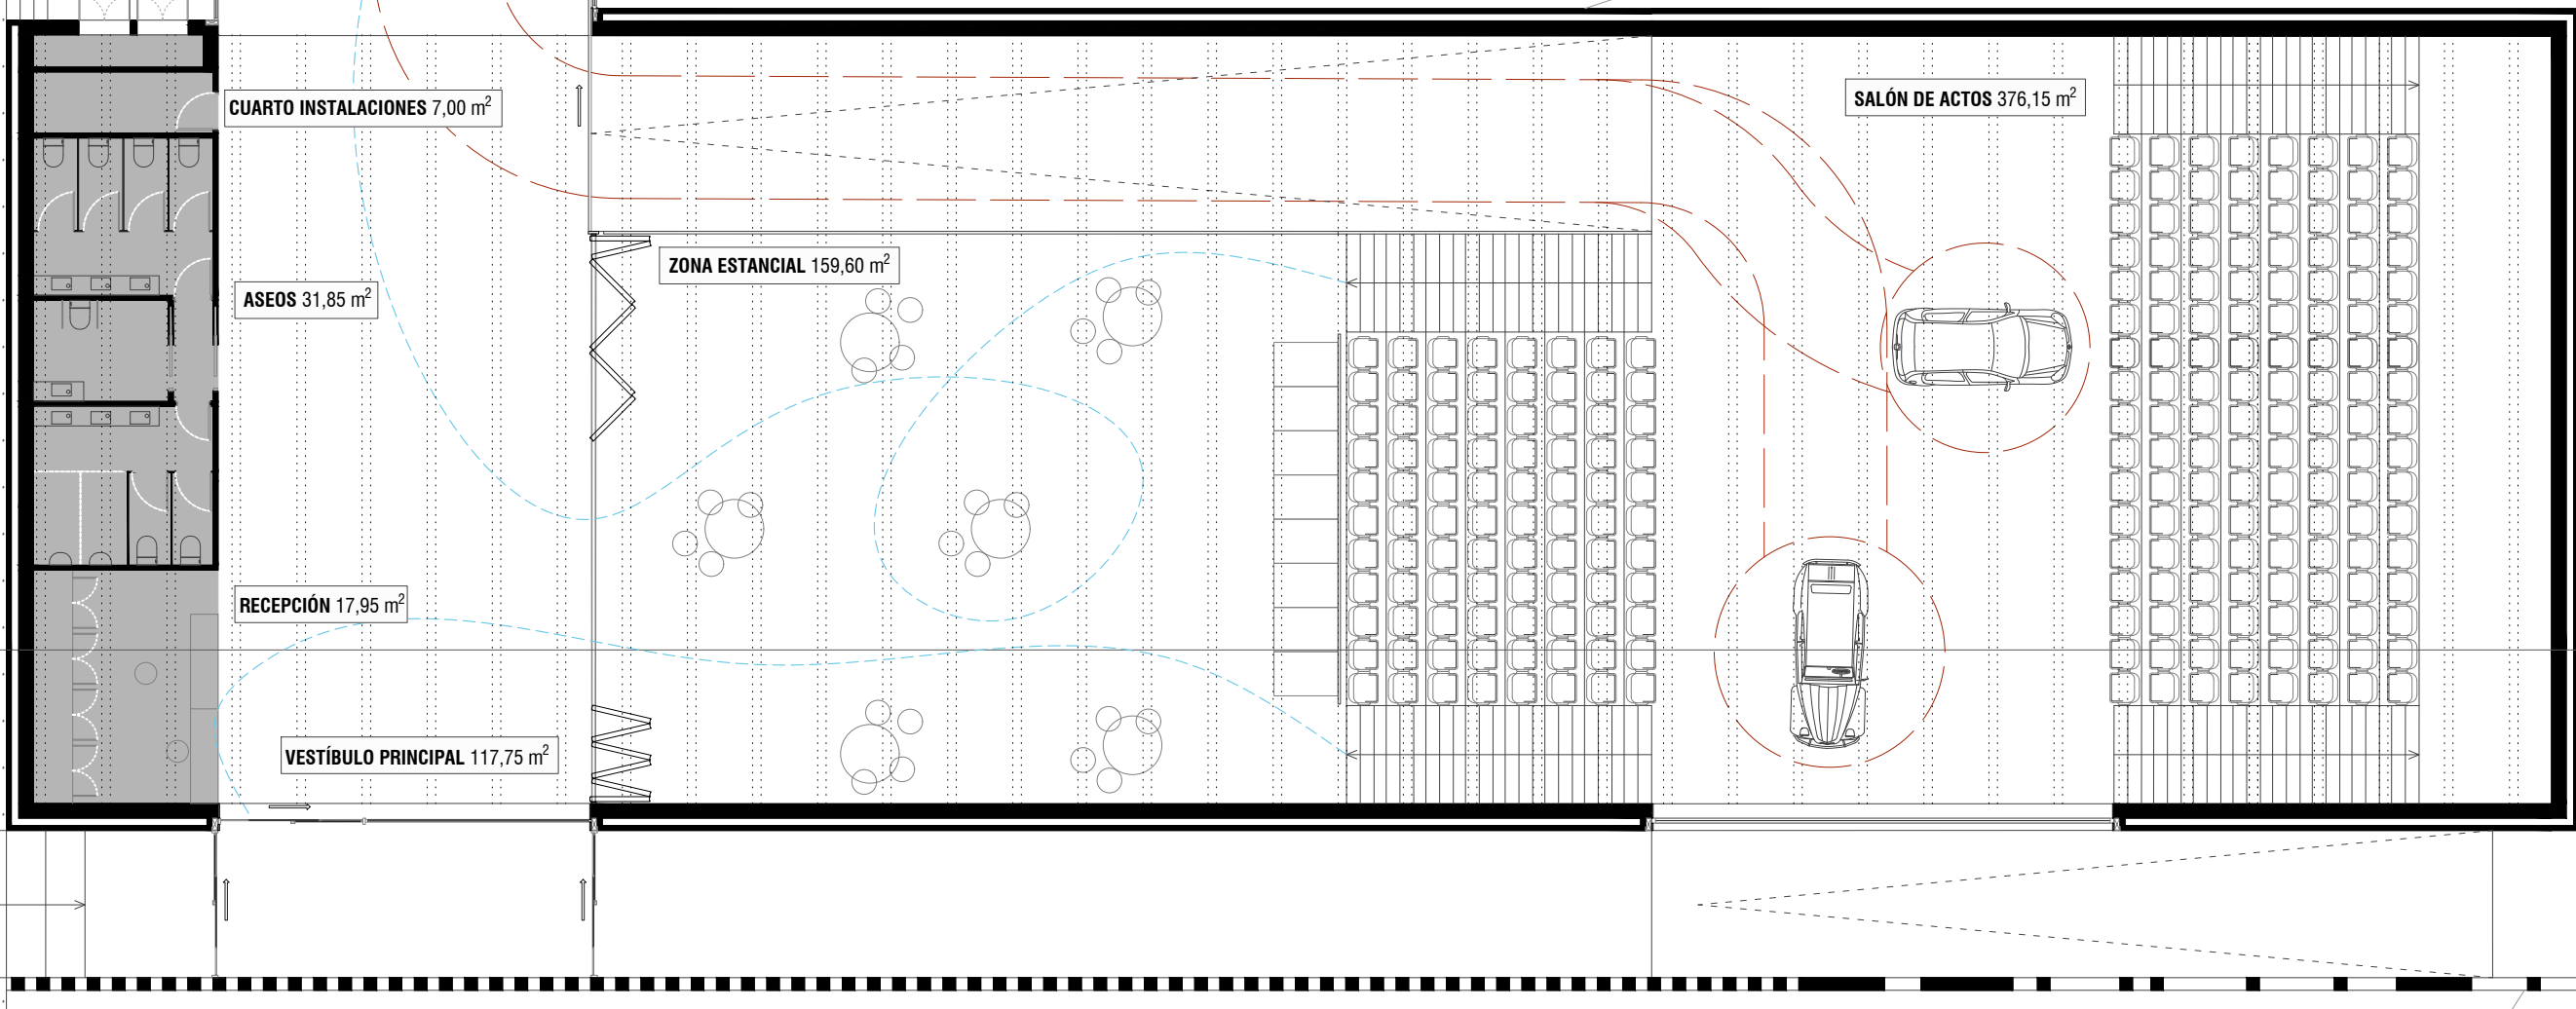 CUARTO INSTALACIONES 7,00 m²
SALÓN DE ACTOS 376,15 m²
ZONA ESTANCIAL 159,60 m²
ASEOS 31,85 m²
RECEPCIÓN 17,95 m²
VESTÍBULO PRINCIPAL 117,75 m²